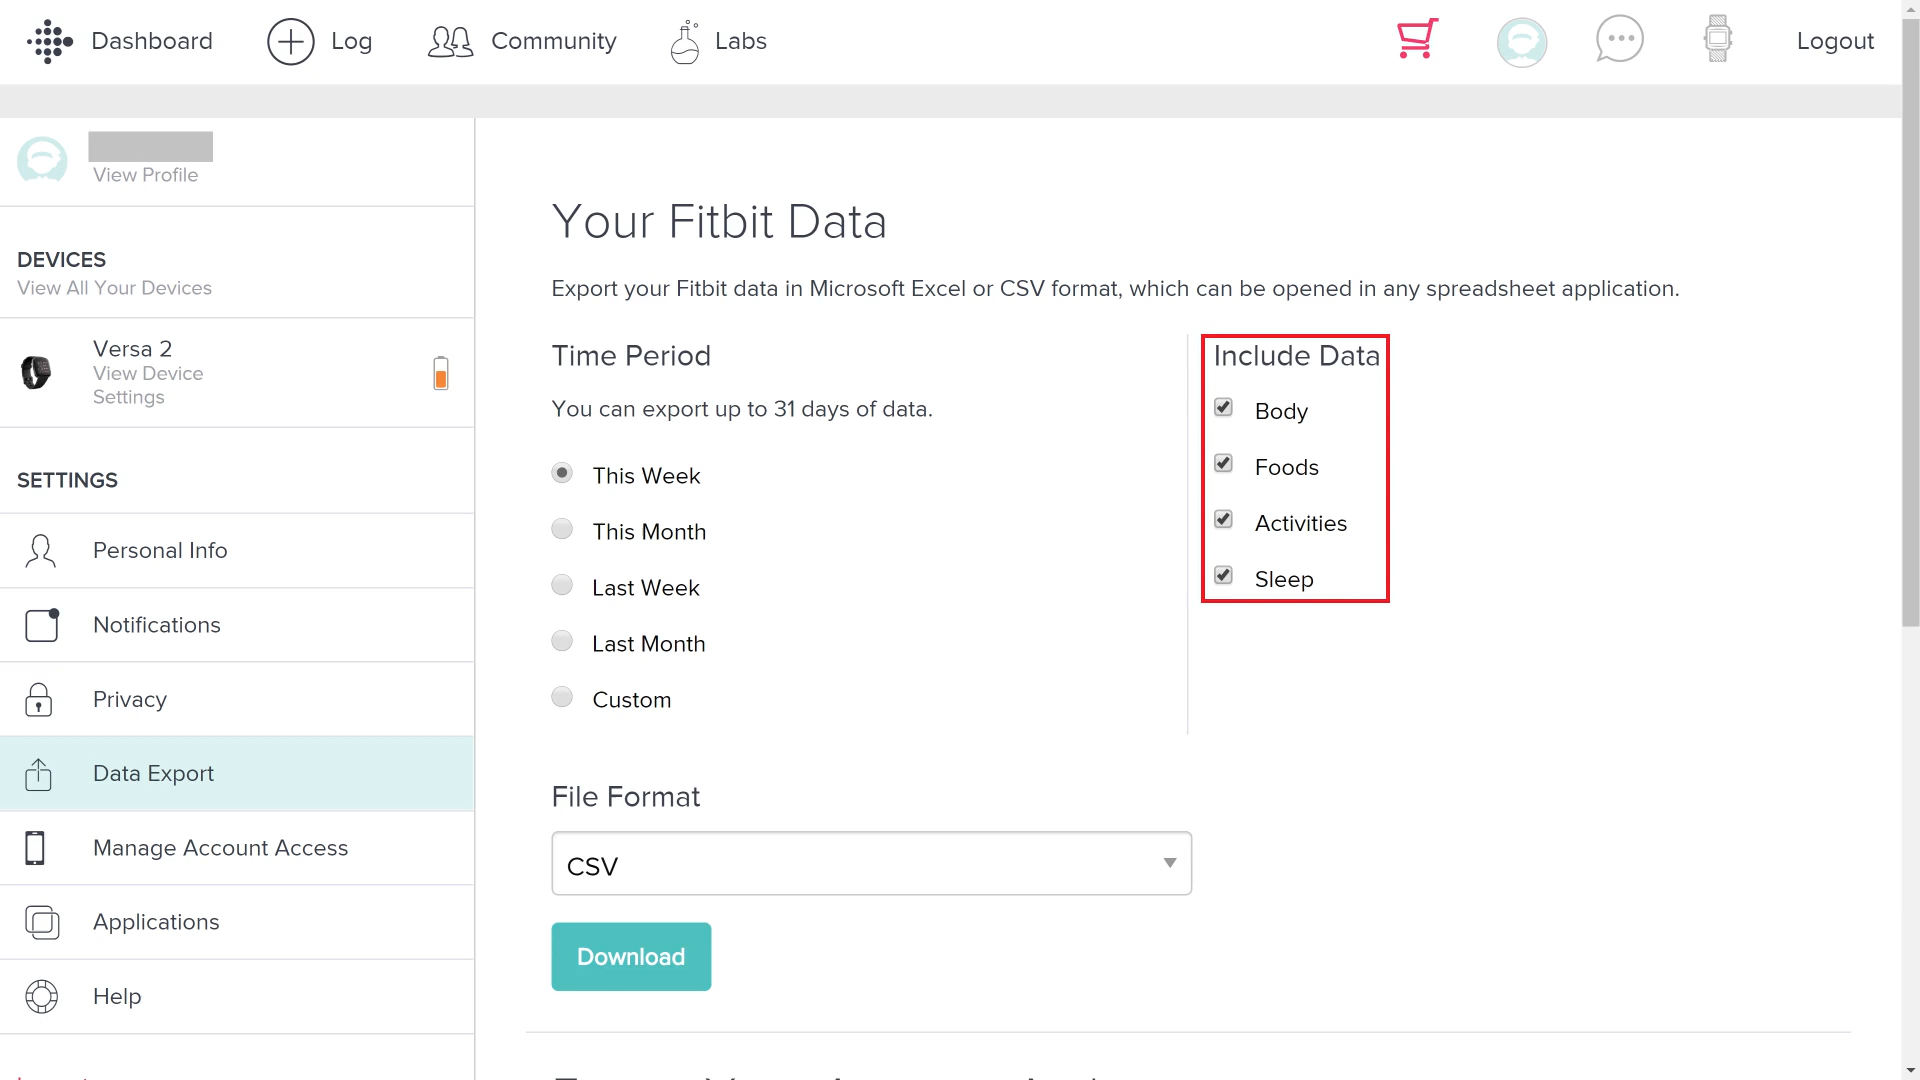 Dashboard
Log
Community
Labs
Logout
View Profile
DEVICES
View All Your Devices
Versa 2
View Device
Settings
SETTINGS
Personal Info
Notifications
Privacy
Data Export
Manage Account Access
Applications
Help
Your Fitbit Data
Export your Fitbit data in Microsoft Excel or CSV format, which can be opened in any spreadsheet application.
Time Period
You can export up to 31 days of data.
This Week
This Month
Last Week
Last Month
Custom
Include Data
Body
Foods
Activities
Sleep
File Format
CSV
Download